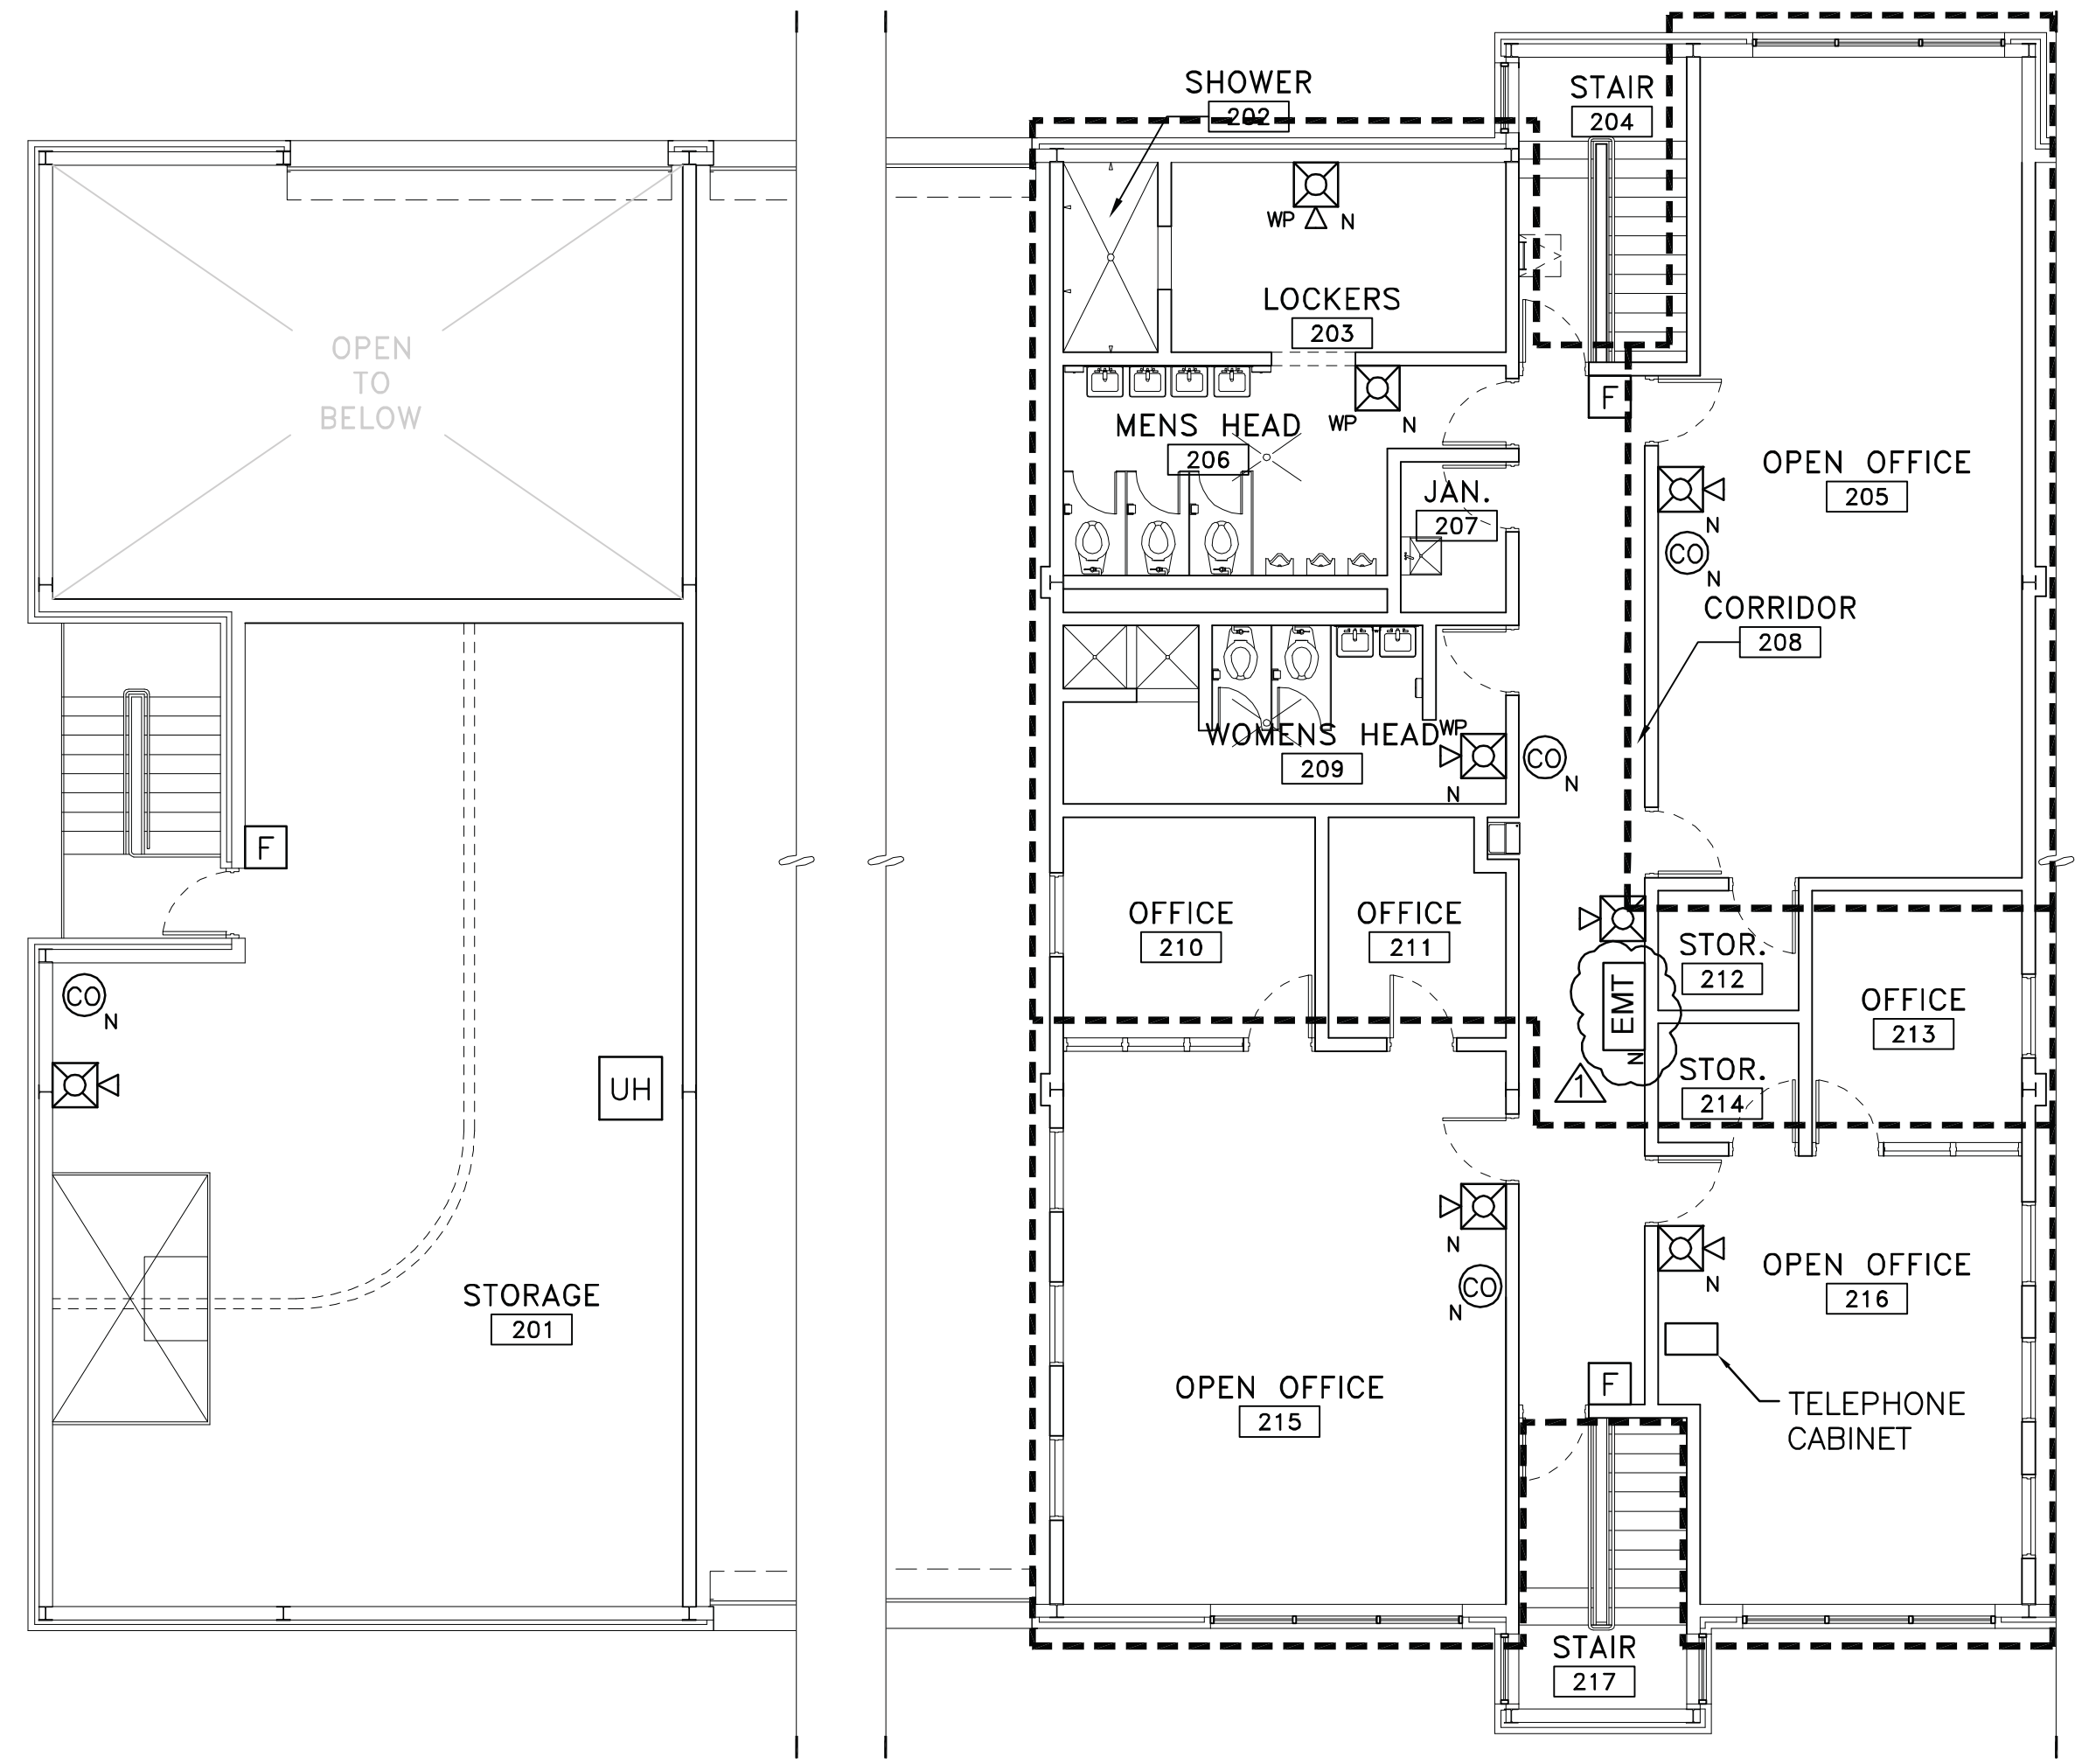 SHOWER
202
STAIR
204
WP
N
LOCKERS
203
OPEN
TO
BELOW
F
WP
N
MENS HEAD
206
OPEN OFFICE
205
JAN.
207
N
CO
N
CORRIDOR
208
WOMENS HEAD
209
WP
N
CO
N
F
OFFICE
210
OFFICE
211
STOR.
212
CO
N
EMT
N
OFFICE
213
UH
STOR.
214
1
N
CO
N
N
OPEN OFFICE
216
STORAGE
201
OPEN OFFICE
215
F
TELEPHONE
CABINET
STAIR
217